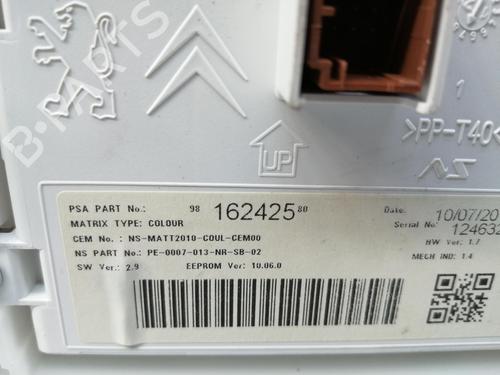 1
>PP-T40<
UP
PSA PART No.: 98 162425 80 Date: 10/07/20
MATRIX TYPE: COLOUR Serial No.: 124632
CEM No.: NS-MATT2010-COUL-CEM00 HW Ver: 1.7
NS PART No: PE-0007-013-NR-SB-02 MECH IND: 1.4
SW Ver: 2.9 EEPROM Ver: 10.06.0